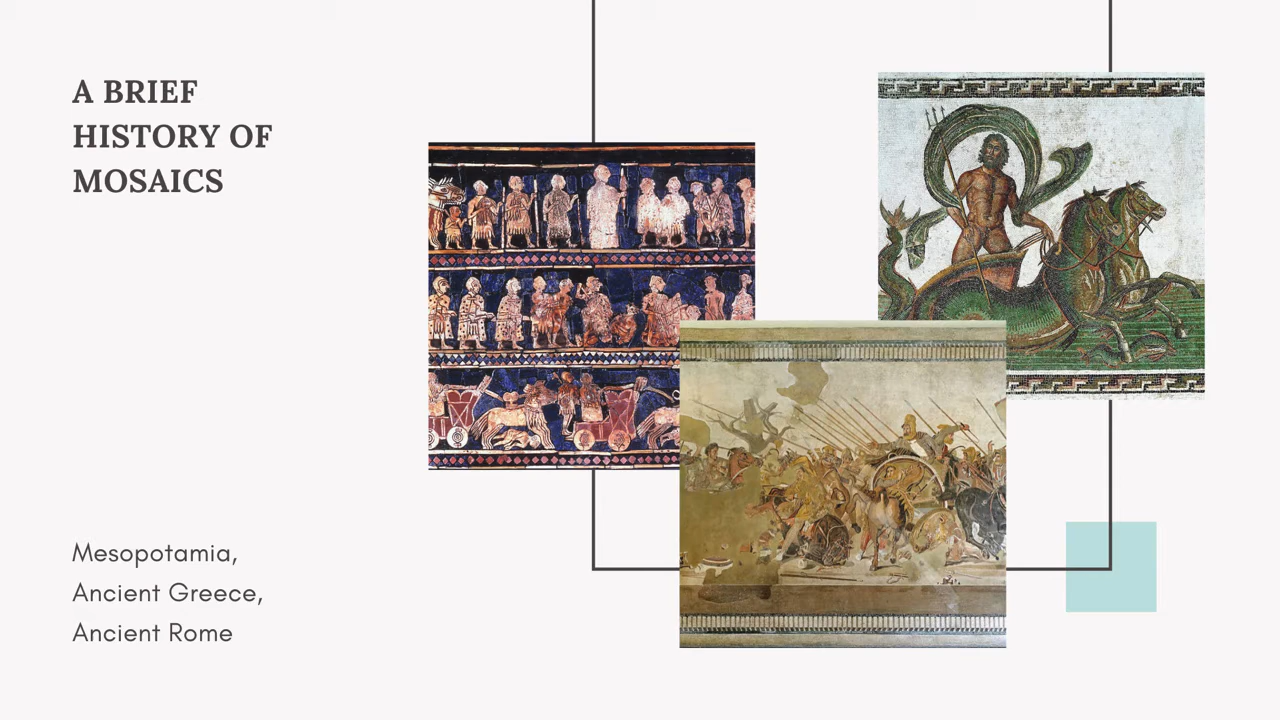 A BRIEF
HISTORY OF
MOSAICS
Mesopotamia,
Ancient Greece,
Ancient Rome